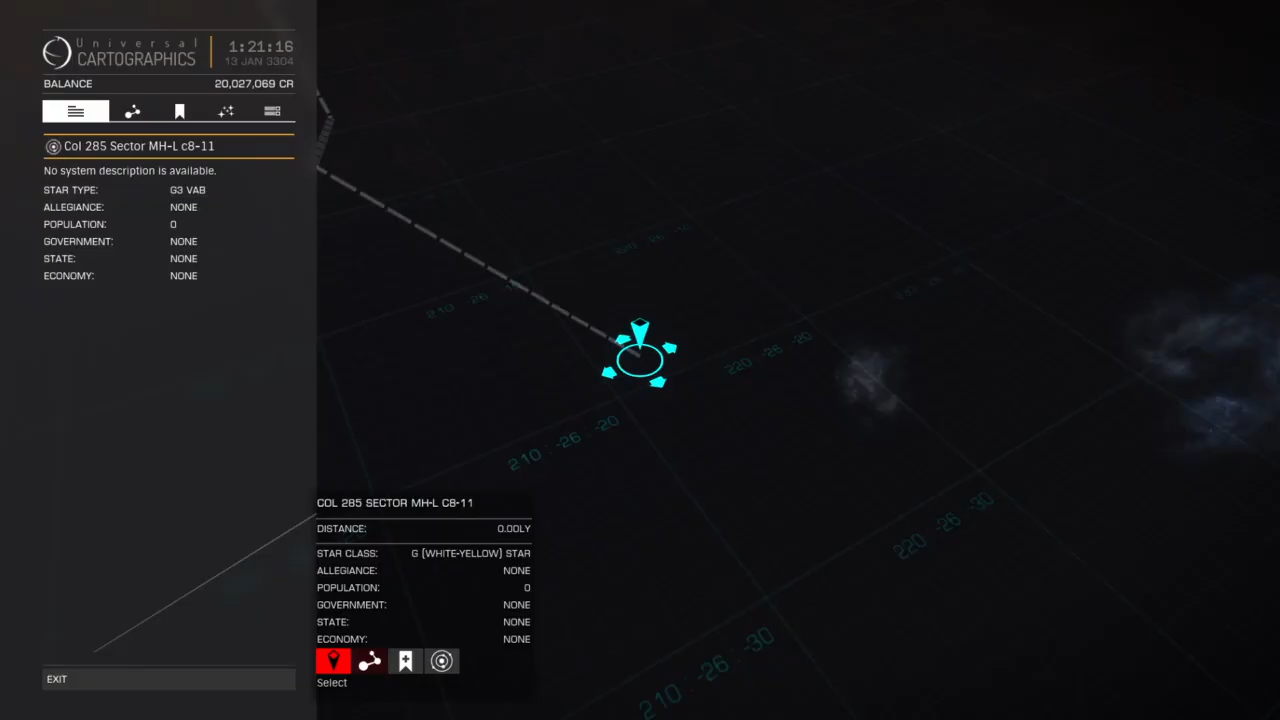 Universal
CARTOGRAPHICS
1:21:16
13 JAN 3304
BALANCE 20,027,069 CR
Col 285 Sector MH-L c8-11
No system description is available.
STAR TYPE: G3 VAB
ALLEGIANCE: NONE
POPULATION: 0
GOVERNMENT: NONE
STATE: NONE
ECONOMY: NONE
210 : -26 : -20
220 : -26 : -20
210 : -26 : -30
220 : -26 : -30
COL 285 SECTOR MH-L C8-11
DISTANCE: 0.00LY
STAR CLASS: G (WHITE-YELLOW) STAR
ALLEGIANCE: NONE
POPULATION: 0
GOVERNMENT: NONE
STATE: NONE
ECONOMY: NONE
Select
EXIT